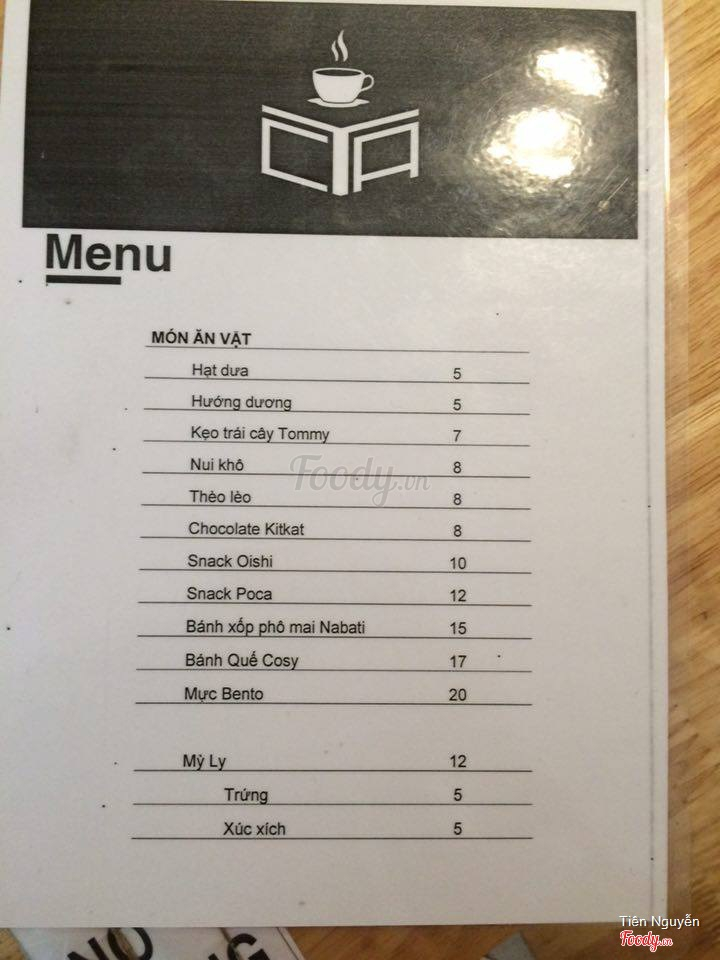 Menu
MÓN ĂN VẶT
Hạt dưa 5
Hướng dương 5
Kẹo trái cây Tommy 7
Nui khô 8
Foody.vn
Thèo lèo 8
Chocolate Kitkat 8
Snack Oishi 10
Snack Poca 12
Bánh xốp phô mai Nabati 15
Bánh Quế Cosy 17
Mực Bento 20
Mỳ Ly 12
Trứng 5
Xúc xích 5
Tiên Nguyễn
Foody.vn
NO